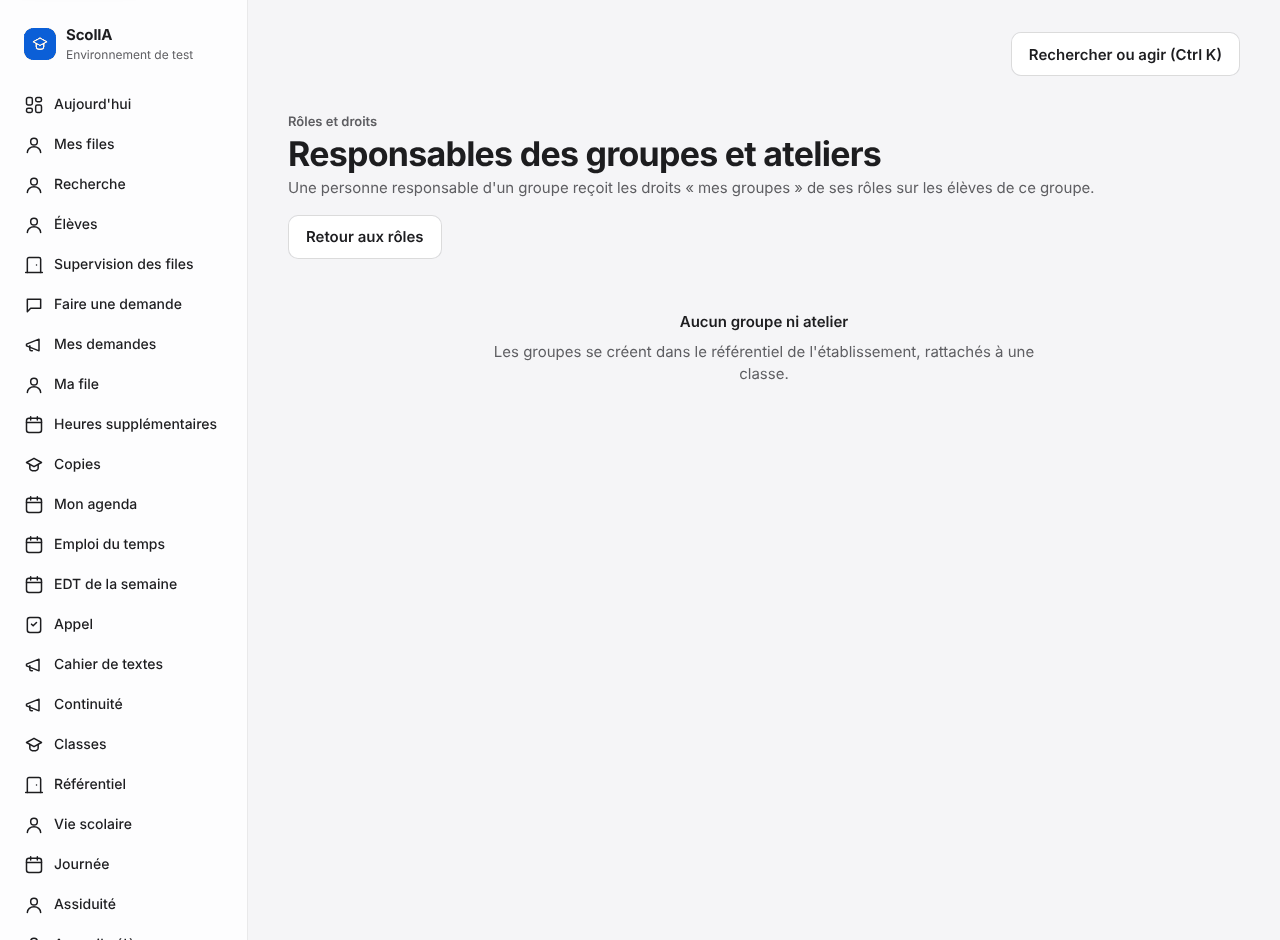 ScolIA
Environnement de test
Aujourd'hui
Mes files
Recherche
Élèves
Supervision des files
Faire une demande
Mes demandes
Ma file
Heures supplémentaires
Copies
Mon agenda
Emploi du temps
EDT de la semaine
Appel
Cahier de textes
Continuité
Classes
Référentiel
Vie scolaire
Journée
Assiduité
Rechercher ou agir (Ctrl K)
Rôles et droits
Responsables des groupes et ateliers
Une personne responsable d'un groupe reçoit les droits « mes groupes » de ses rôles sur les élèves de ce groupe.
Retour aux rôles
Aucun groupe ni atelier
Les groupes se créent dans le référentiel de l'établissement, rattachés à une
classe.